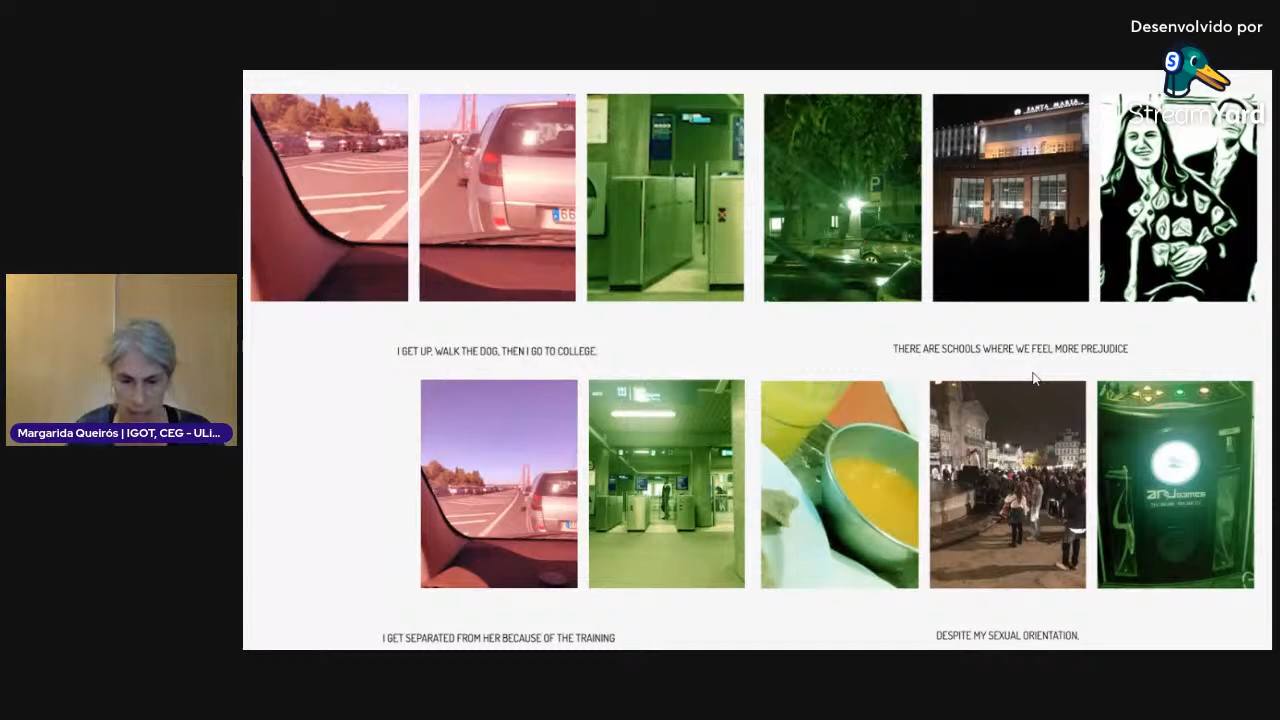 Desenvolvido por
S
StreamYard
SANTA MARIA
66
P
I GET UP, WALK THE DOG, THEN I GO TO COLLEGE.
THERE ARE SCHOOLS WHERE WE FEEL MORE PREJUDICE
Margarida Queirós | IGOT, CEG - ULi...
I GET SEPARATED FROM HER BECAUSE OF THE TRAINING
DESPITE MY SEXUAL ORIENTATION.